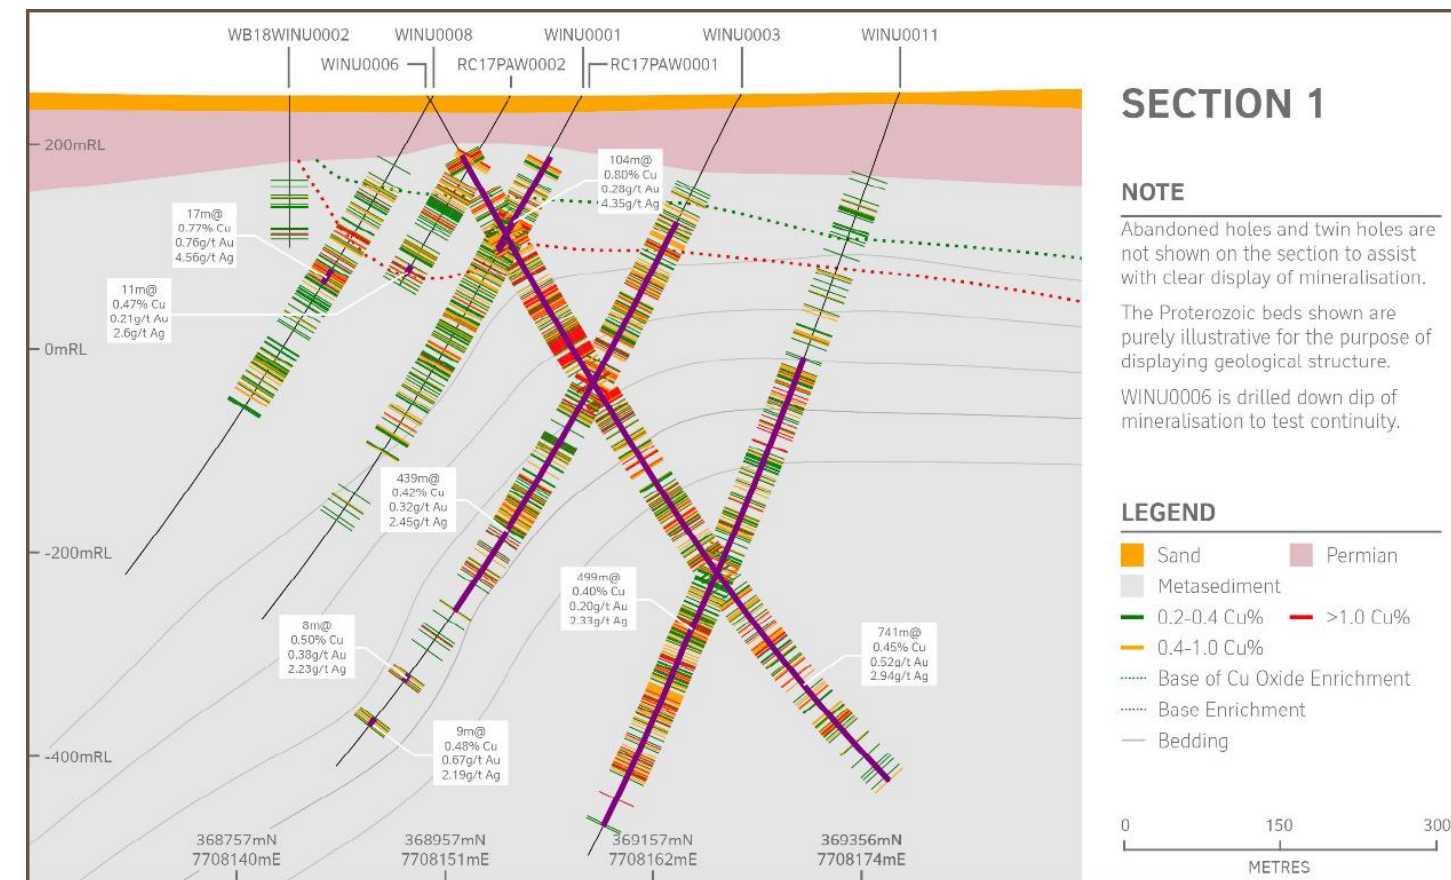 WB18WINU0002
WINU0008
WINU0001
WINU0003
WINU0011
WINU0006
RC17PAW0002
RC17PAW0001
200mRL
0mRL
-200mRL
-400mRL
104m@
0.80% Cu
0.28g/t Au
4.35g/t Ag
17m@
0.77% Cu
0.76g/t Au
4.56g/t Ag
11m@
0.47% Cu
0.21g/t Au
2.6g/t Ag
439m@
0.42% Cu
0.32g/t Au
2.45g/t Ag
499m@
0.40% Cu
0.20g/t Au
2.33g/t Ag
8m@
0.50% Cu
0.38g/t Au
2.23g/t Ag
741m@
0.45% Cu
0.52g/t Au
2.94g/t Ag
9m@
0.48% Cu
0.67g/t Au
2.19g/t Ag
368757mN
7708140mE
368957mN
7708151mE
369157mN
7708162mE
369356mN
7708174mE
SECTION 1
NOTE
Abandoned holes and twin holes are
not shown on the section to assist
with clear display of mineralisation.
The Proterozoic beds shown are
purely illustrative for the purpose of
displaying geological structure.
WINU0006 is drilled down dip of
mineralisation to test continuity.
LEGEND
Sand
Permian
Metasediment
0.2-0.4 Cu%
>1.0 Cu%
0.4-1.0 Cu%
Base of Cu Oxide Enrichment
Base Enrichment
Bedding
0 150 300
METRES